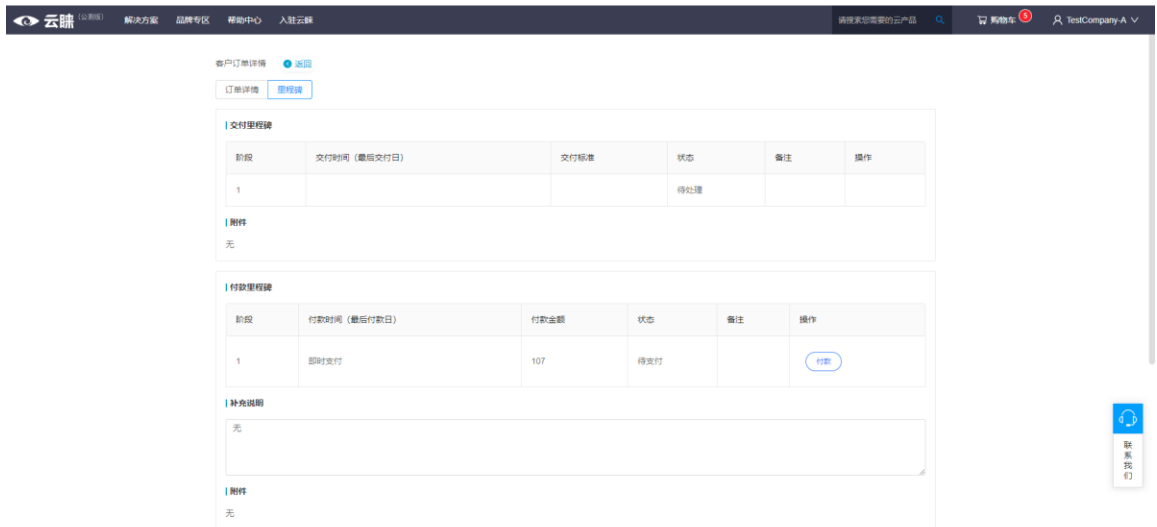 云睐 (公测版) 解决方案 品牌专区 帮助中心 入驻云睐 请搜索您需要的云产品 购物车 5 TestCompany-A
客户订单详情 返回
订单详情 里程碑
交付里程碑
阶段 交付时间（最后交付日） 交付标准 状态 备注 操作
1 待处理
附件
无
付款里程碑
阶段 付款时间（最后付款日） 付款金额 状态 备注 操作
1 即时支付 107 待支付 付款
补充说明
无
附件
无
联系我们